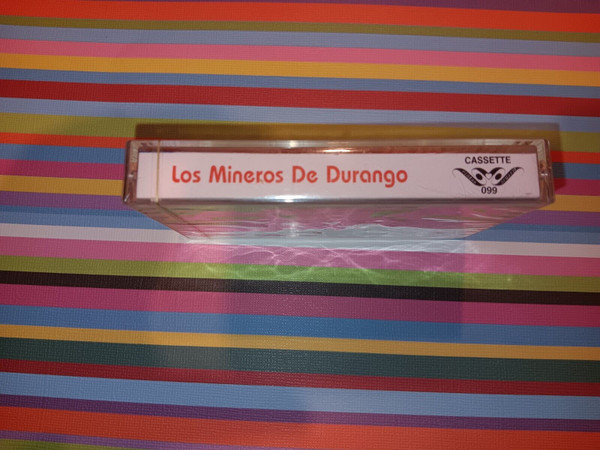 Los Mineros De Durango
CASSETTE
099